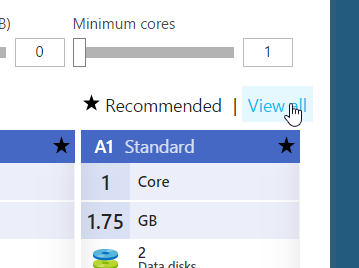 B) Minimum cores
0 1
★ Recommended | View all
A1 Standard
1 Core
1.75 GB
2
Data disks